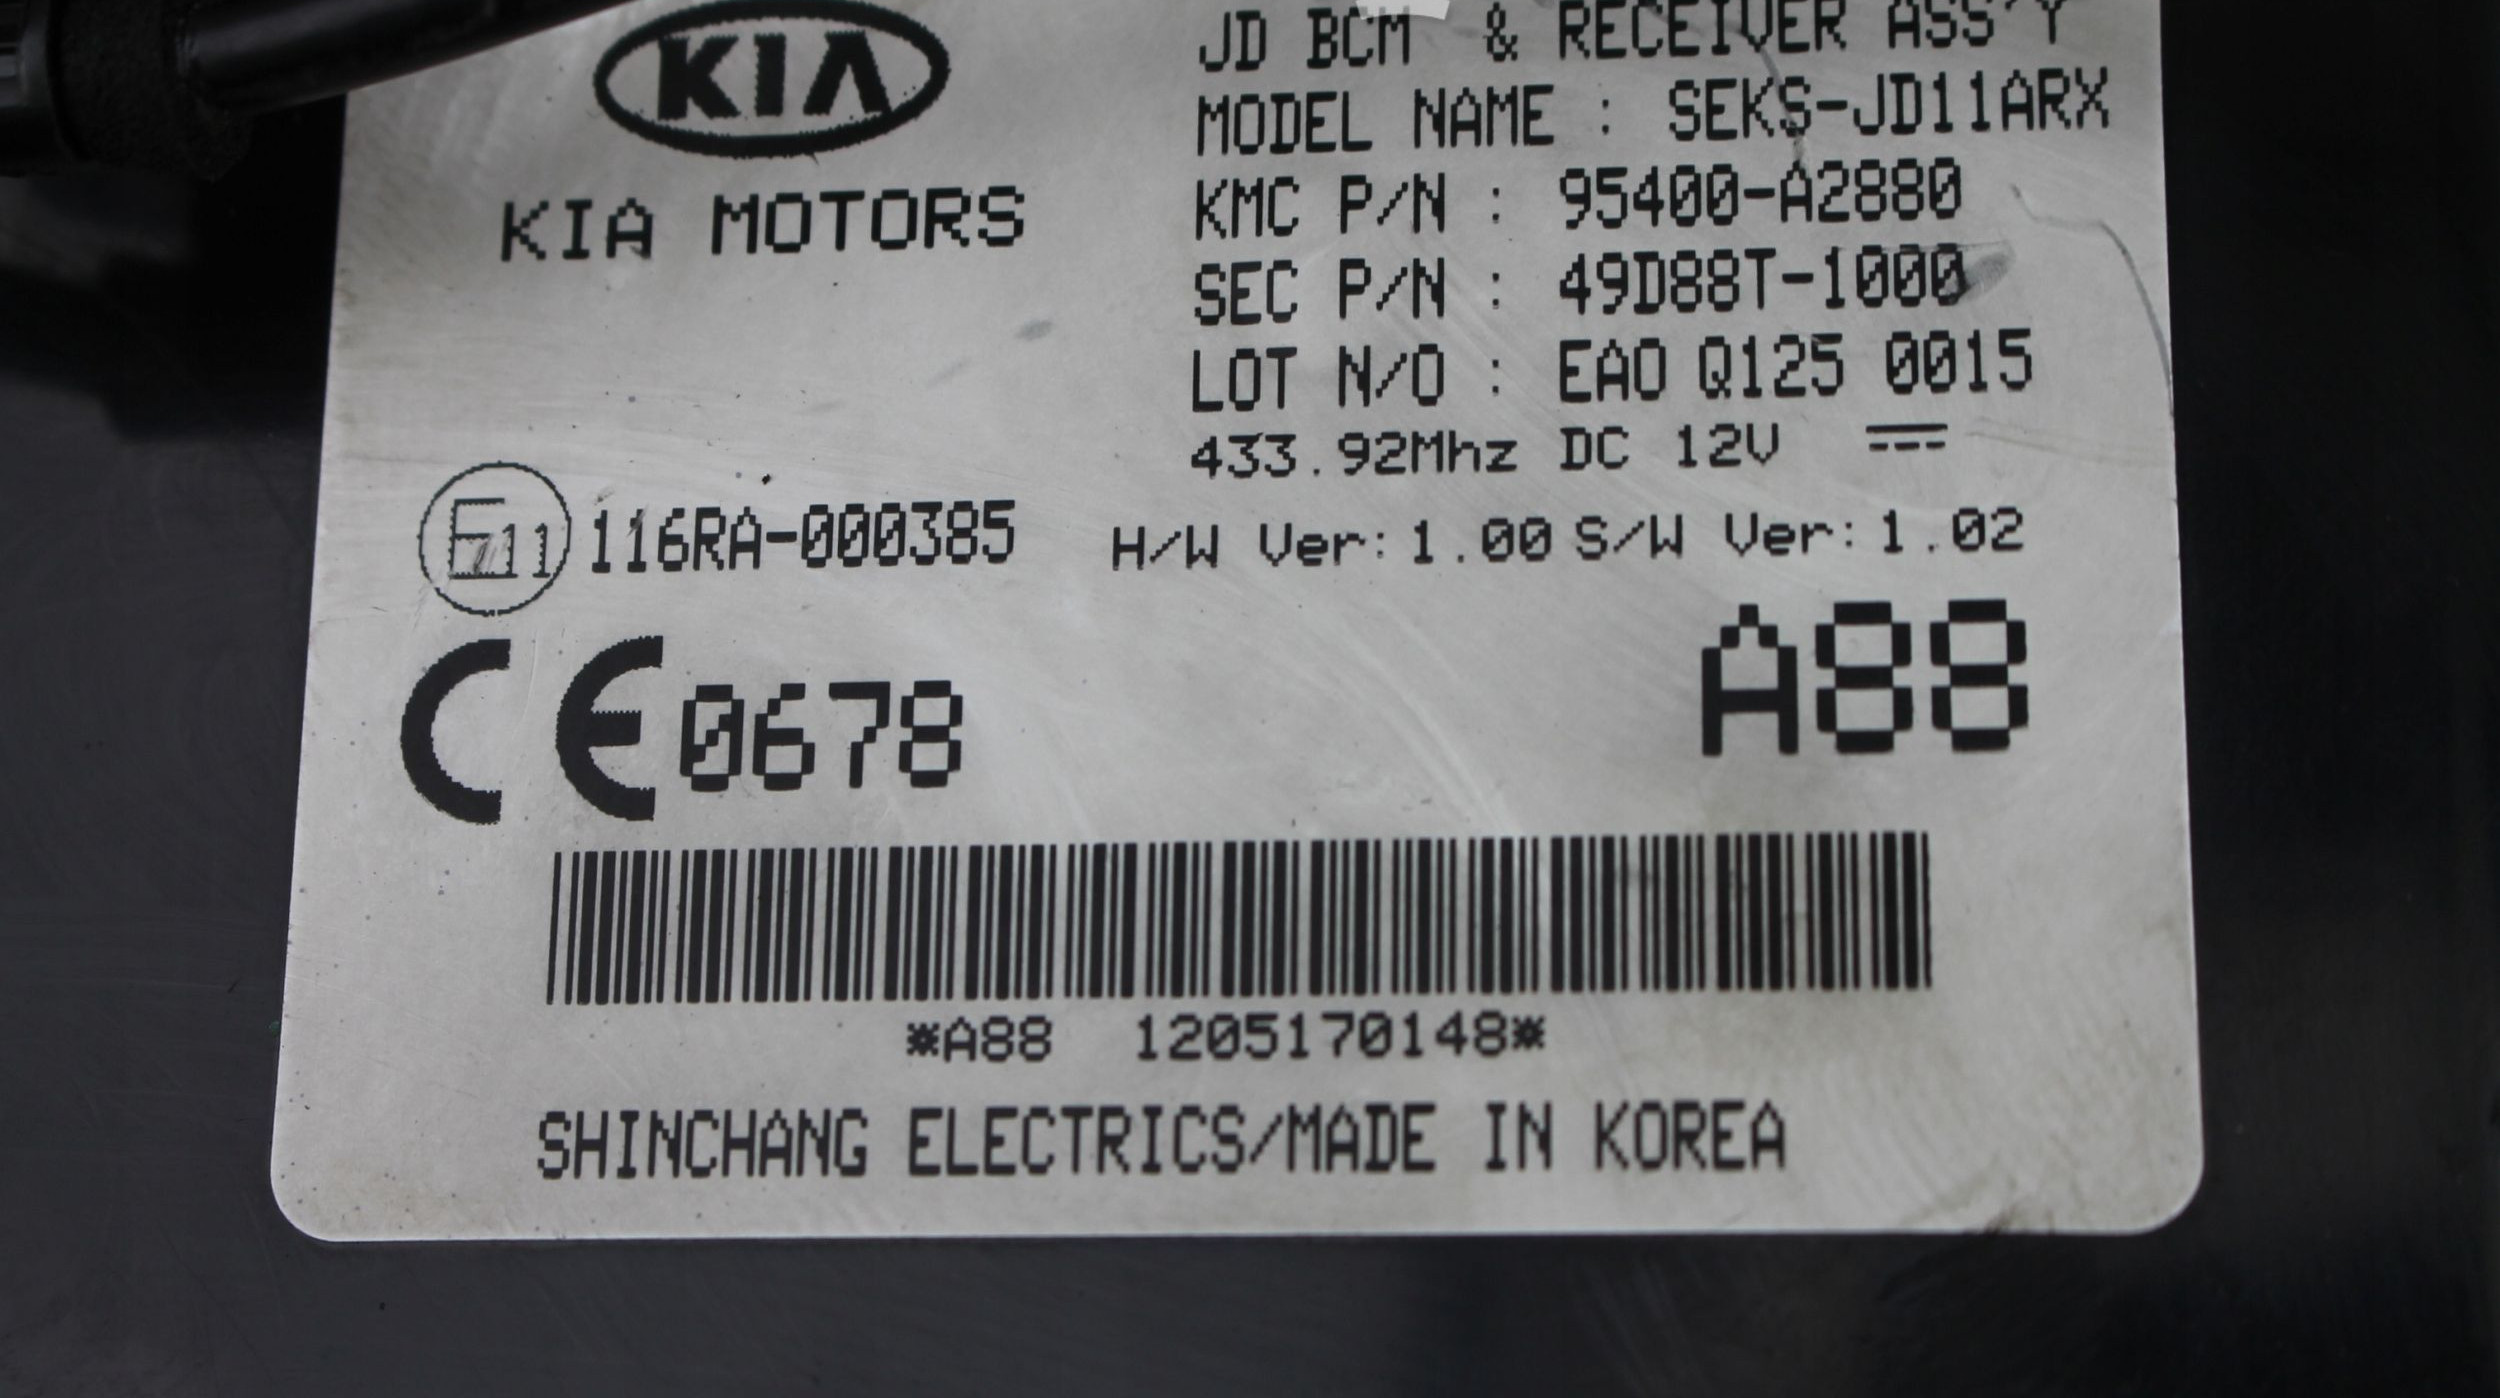 KIA
JD BCM & RECEIVER ASS'Y
MODEL NAME : SEKS-JD11ARX
KMC P/N : 95400-A2880
KIA MOTORS
SEC P/N : 49D88T-1000
LOT N/O : EAO Q125 0015
433.92Mhz DC 12V
E11 116RA-000385 H/W Ver:1.00 S/W Ver:1.02
CE0678 A88
*A88 1205170148*
SHINCHANG ELECTRICS/MADE IN KOREA